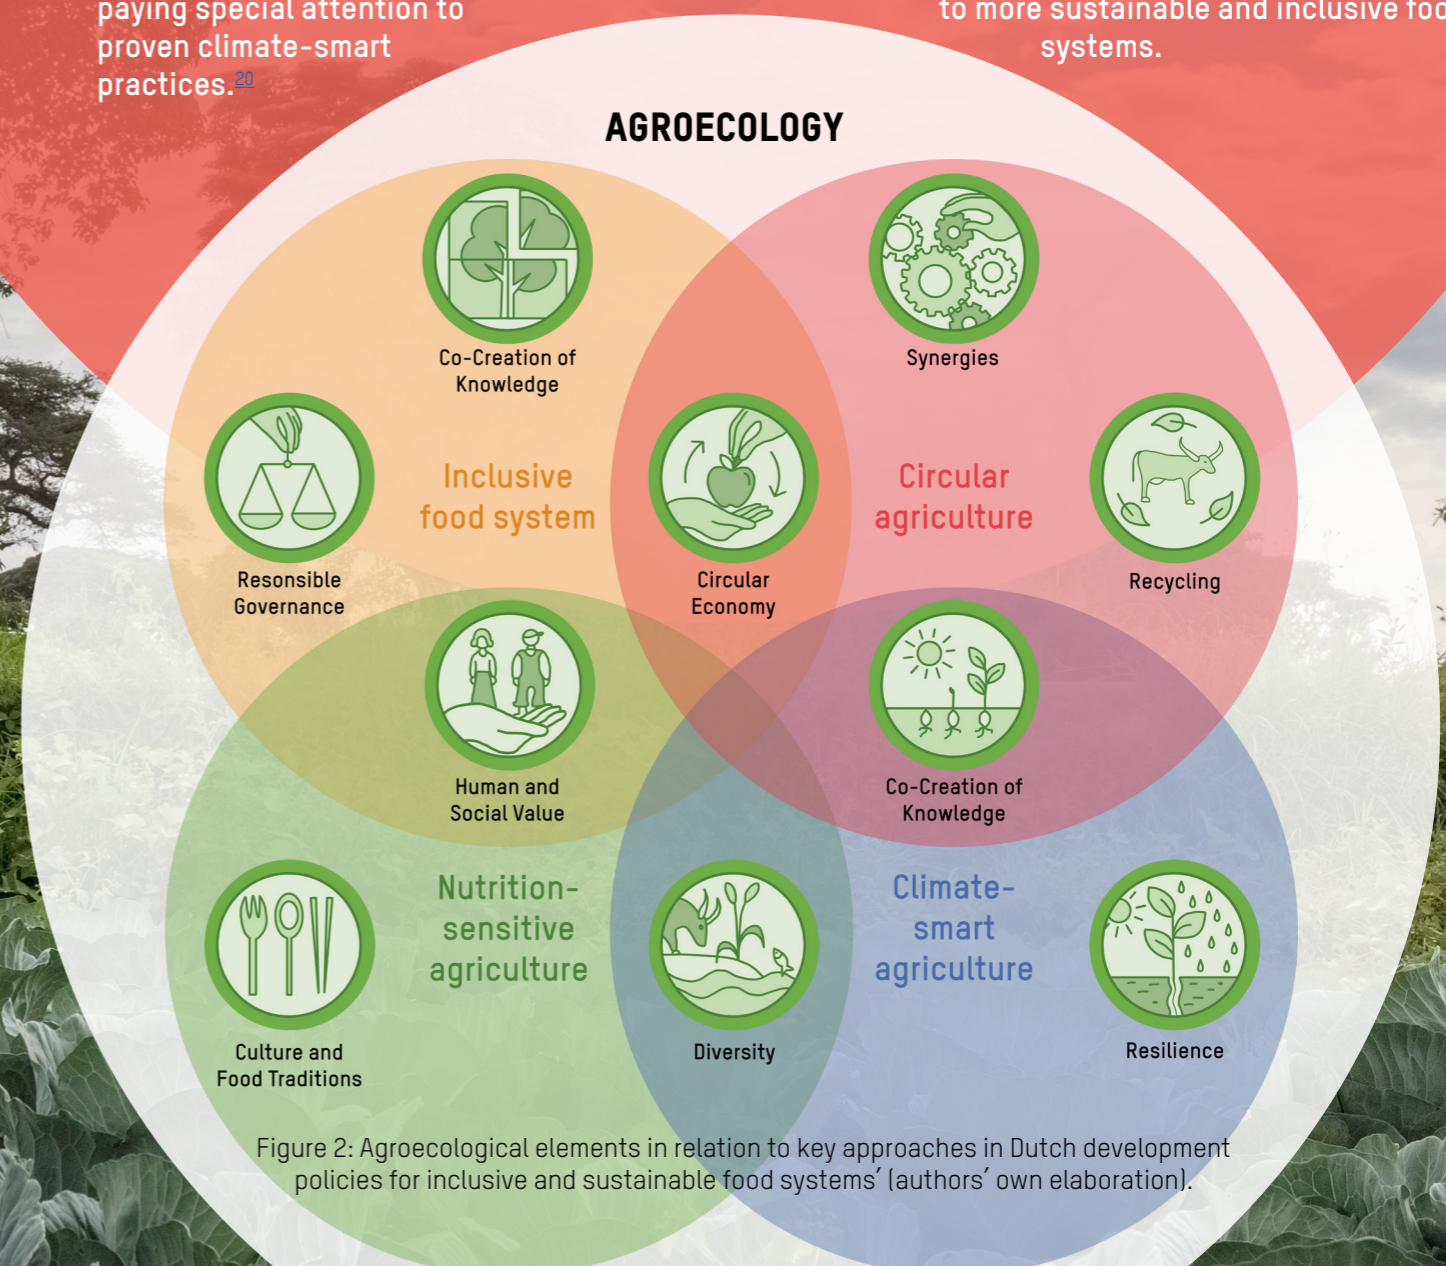 paying special attention to
proven climate-smart
practices.20
to more sustainable and inclusive
systems.
AGROECOLOGY
Co-Creation of
Knowledge
Synergies
Resonsible
Governance
Inclusive
food system
Circular
Economy
Circular
agriculture
Recycling
Human and
Social Value
Co-Creation of
Knowledge
Culture and
Food Traditions
Nutrition-
sensitive
agriculture
Diversity
Climate-
smart
agriculture
Resilience
Figure 2: Agroecological elements in relation to key approaches in Dutch development
policies for inclusive and sustainable food systems’ (authors’ own elaboration).